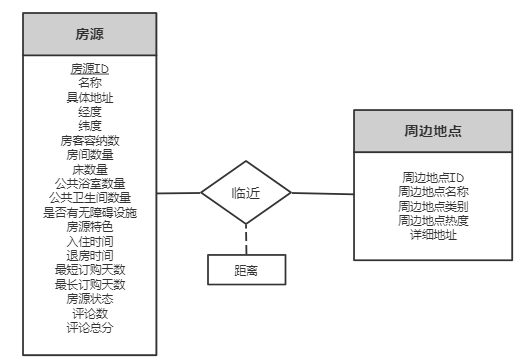 房源
房源ID
名称
具体地址
经度
纬度
房客容纳数
房间数量
床数量
公共浴室数量
公共卫生间数量
是否有无障碍设施
房源特色
入住时间
退房时间
最短订购天数
最长订购天数
房源状态
评论数
评论总分
临近
距离
周边地点
周边地点ID
周边地点名称
周边地点类别
周边地点热度
详细地址